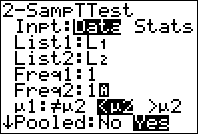 2-SampTTest
Inpt:Data Stats
List1:L₁
List2:L₂
Freq1:1
Freq2:1
μ1:≠μ2 <μ2 >μ2
↓Pooled:No Yes